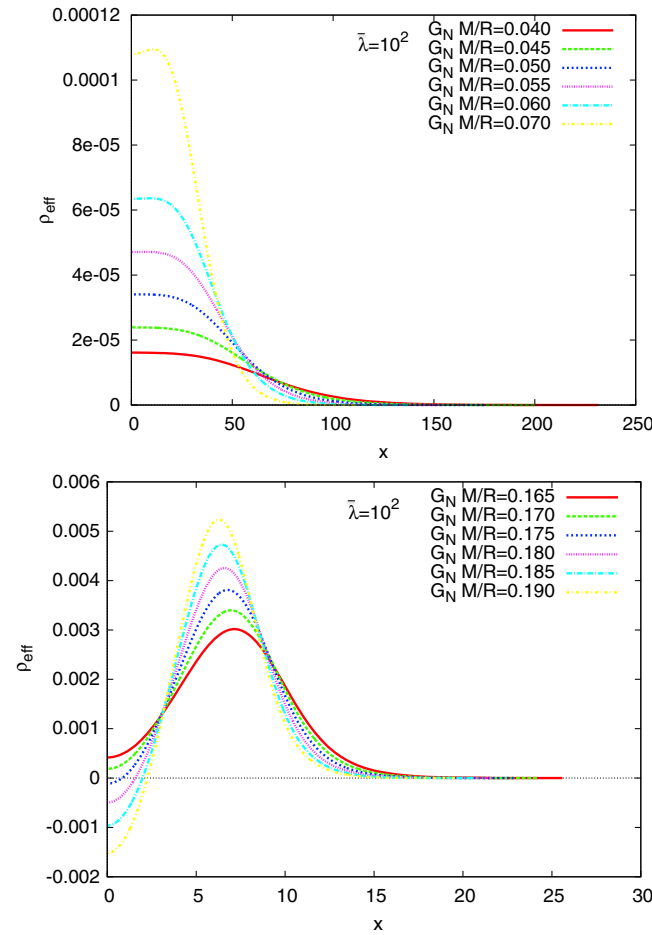 0.00012
0.0001
8e-05
6e-05
4e-05
2e-05
0
ρeff
λ̄=10²
G_N M/R=0.040
G_N M/R=0.045
G_N M/R=0.050
G_N M/R=0.055
G_N M/R=0.060
G_N M/R=0.070
0 50 100 150 200 250
x
0.006
0.005
0.004
0.003
0.002
0.001
0
-0.001
-0.002
ρeff
λ̄=10²
G_N M/R=0.165
G_N M/R=0.170
G_N M/R=0.175
G_N M/R=0.180
G_N M/R=0.185
G_N M/R=0.190
0 5 10 15 20 25 30
x